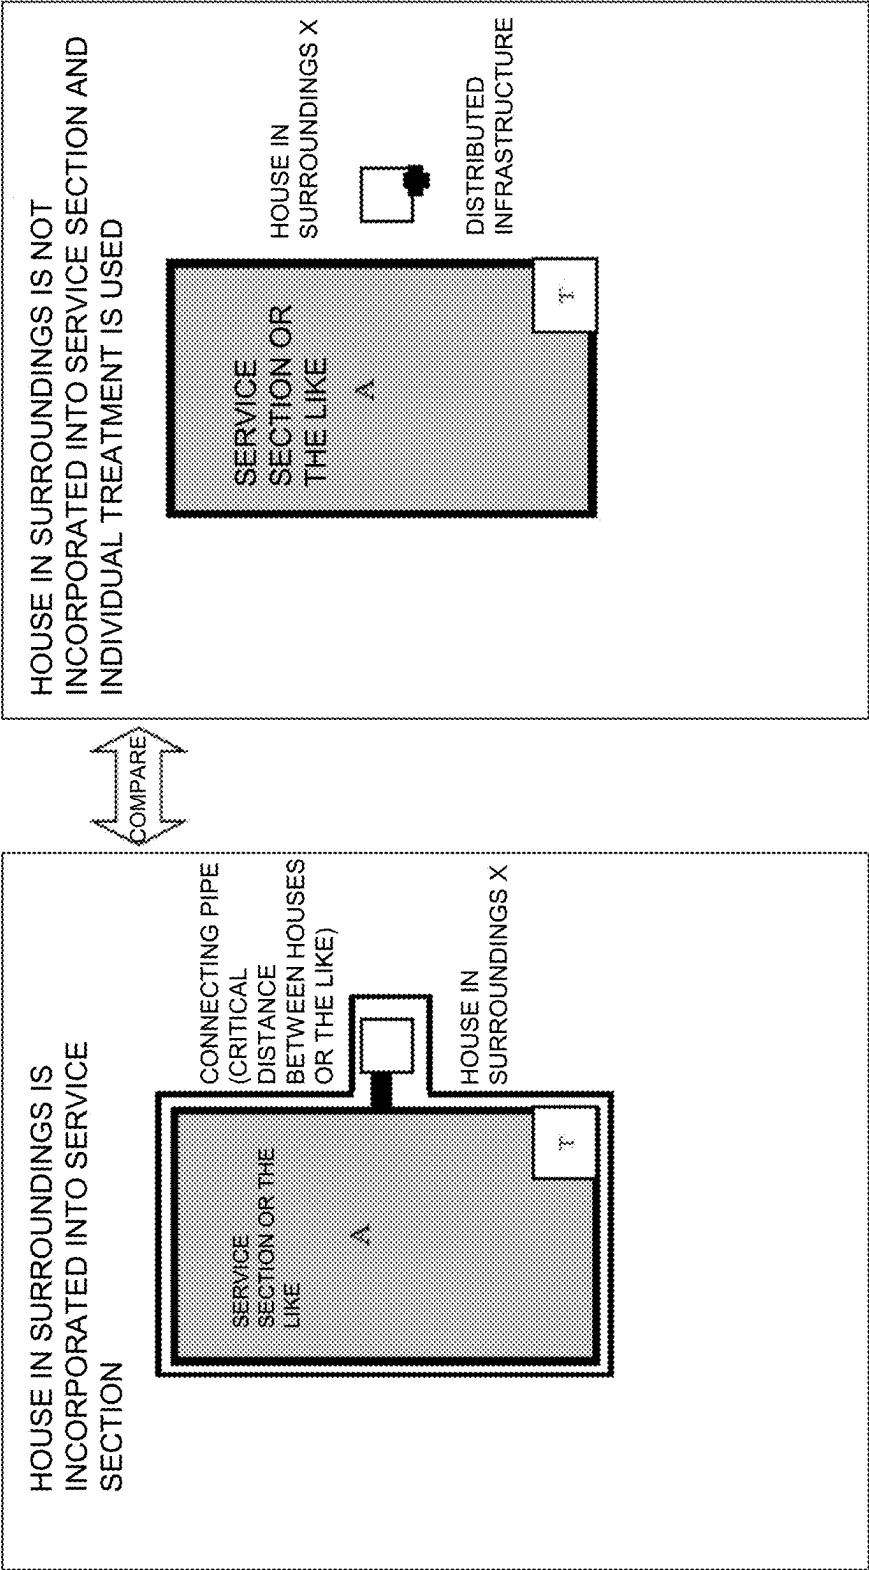 HOUSE IN SURROUNDINGS IS
INCORPORATED INTO SERVICE
SECTION
CONNECTING PIPE
(CRITICAL
DISTANCE
BETWEEN HOUSES
OR THE LIKE)
SERVICE
SECTION OR THE
LIKE
A
HOUSE IN
SURROUNDINGS X
T
COMPARE
HOUSE IN SURROUNDINGS IS NOT
INCORPORATED INTO SERVICE SECTION AND
INDIVIDUAL TREATMENT IS USED
SERVICE
SECTION OR
THE LIKE
A
HOUSE IN
SURROUNDINGS X
DISTRIBUTED
INFRASTRUCTURE
T